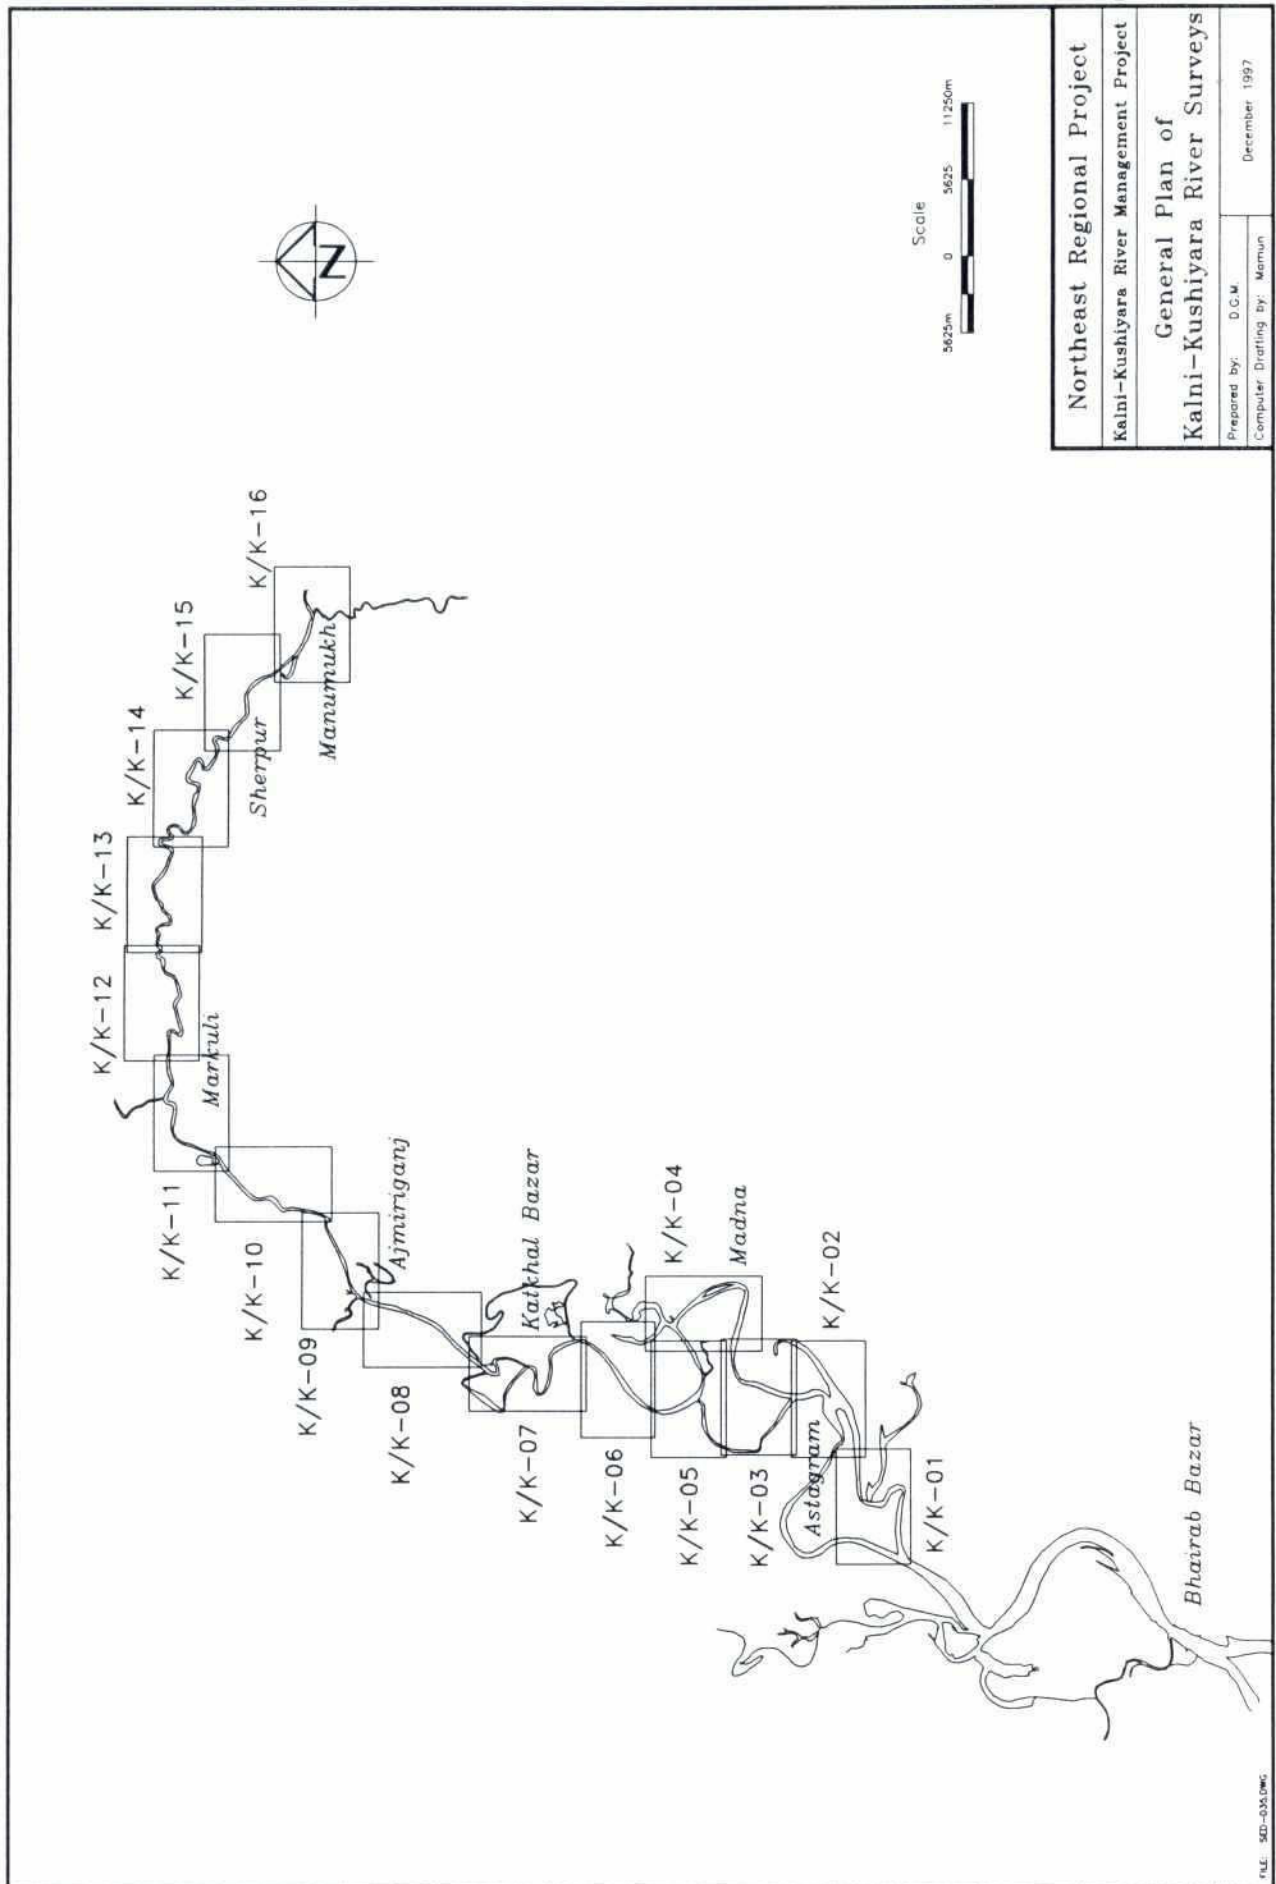 K/K-16
K/K-15
K/K-14
K/K-13
K/K-12
K/K-11
K/K-10
K/K-09
K/K-08
K/K-07
K/K-06
K/K-05
K/K-04
K/K-03
K/K-02
K/K-01
Manumukh
Sherpur
Markuli
Ajmiriganj
Katkhal Bazar
Madna
Astagram
Bhairab Bazar
N
Scale
5625m 0 5625 11250m
Northeast Regional Project
Kalni-Kushiyara River Management Project
General Plan of
Kalni-Kushiyara River Surveys
Prepared by: D.G.M.
Computer Drafting by: Mamun
December 1997
FILE: SED-035.DWG